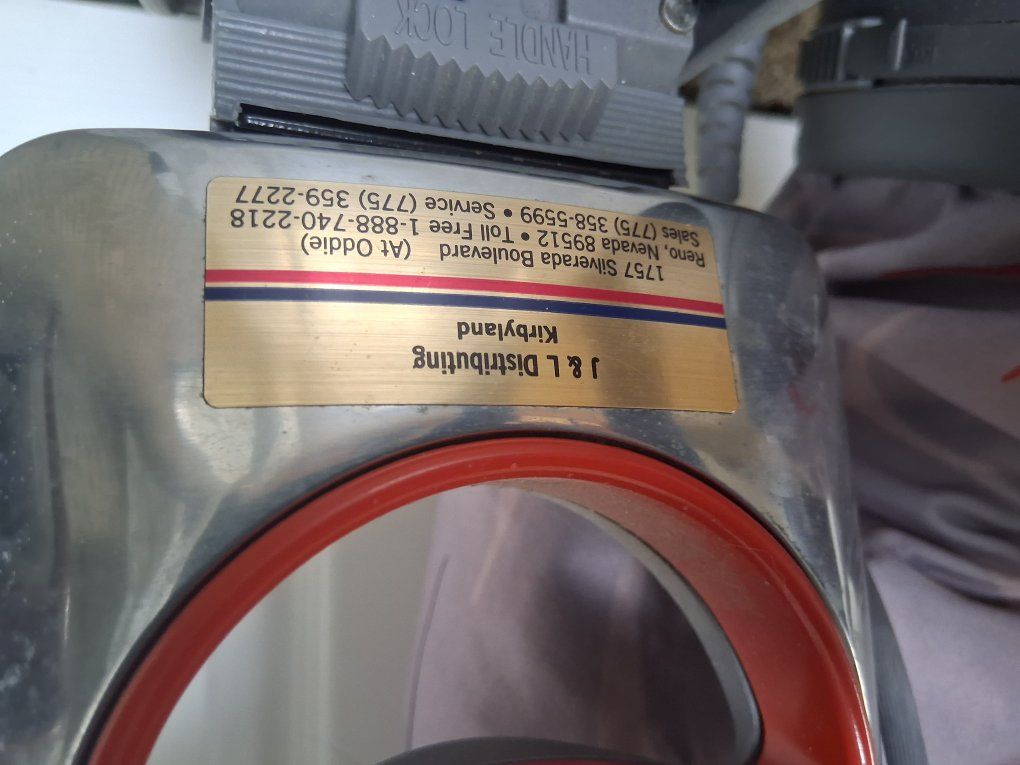 J & L Distributing
Kirbyland
1757 Silverada Boulevard (At Oddie)
Reno, Nevada 89512 • Toll Free 1-888-740-2218
Sales (775) 358-5599 • Service (775) 359-2277
HANDLE LOCK